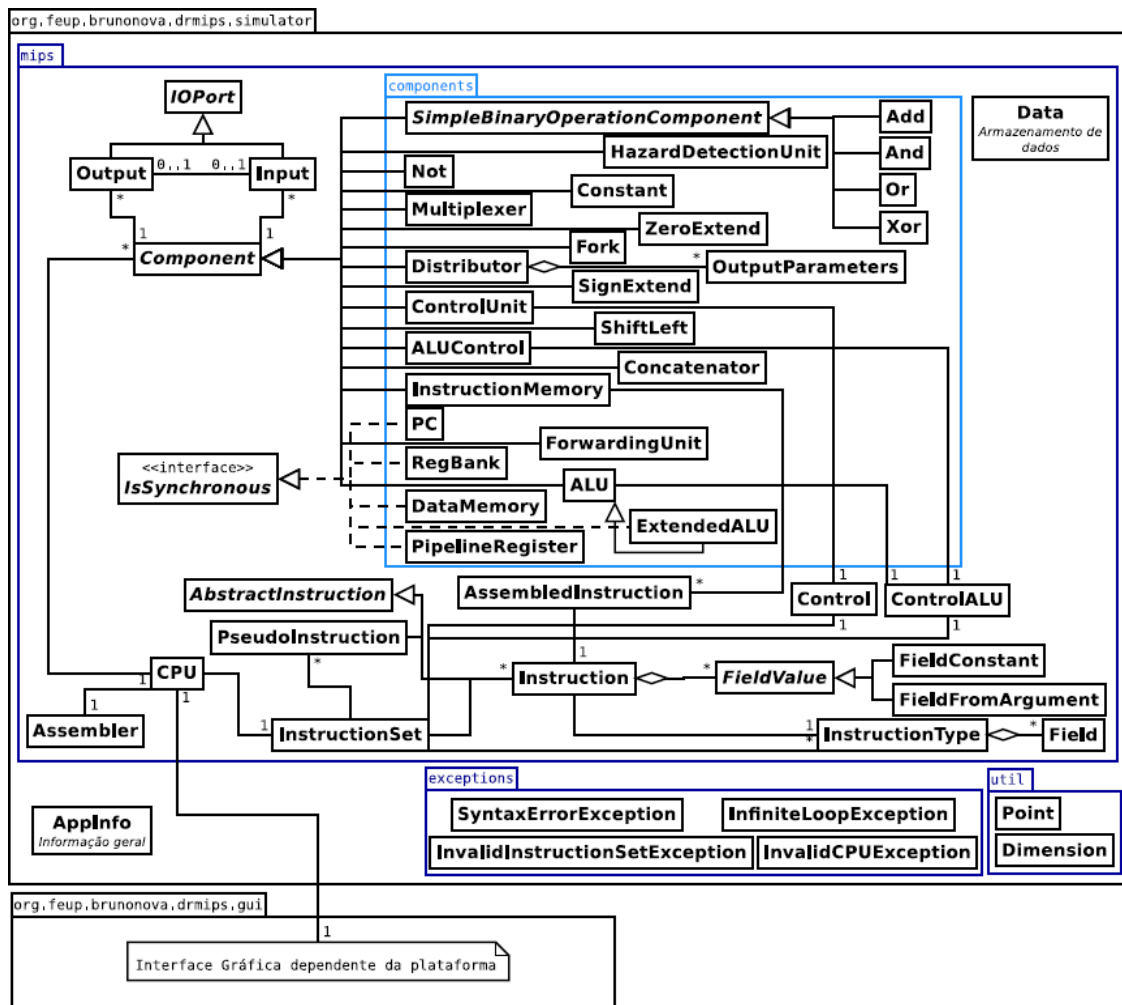 org.feup.brunonova.drmips.simulator
mips
components
IOPort
SimpleBinaryOperationComponent
Add
Data
Armazenamento de
dados
HazardDetectionUnit
And
Output
0..1 0..1
Input
Not
Constant
Or
*
*
Multiplexer
ZeroExtend
Xor
1
1
*
Component
Fork
Distributor
*
OutputParameters
SignExtend
ControlUnit
ShiftLeft
ALUControl
Concatenator
InstructionMemory
PC
ForwardingUnit
<<interface>>
IsSynchronous
RegBank
ALU
DataMemory
ExtendedALU
PipelineRegister
AbstractInstruction
AssembledInstruction
*
1
1
1
Control
ControlALU
1
1
PseudoInstruction
*
1
*
Instruction
*
FieldValue
FieldConstant
FieldFromArgument
CPU
1
1
1
Assembler
1
InstructionSet
1
*
InstructionType
*
Field
exceptions
SyntaxErrorException
InfiniteLoopException
InvalidInstructionSetException
InvalidCPUException
util
Point
Dimension
AppInfo
Informação geral
org.feup.brunonova.drmips.gui
1
Interface Gráfica dependente da plataforma